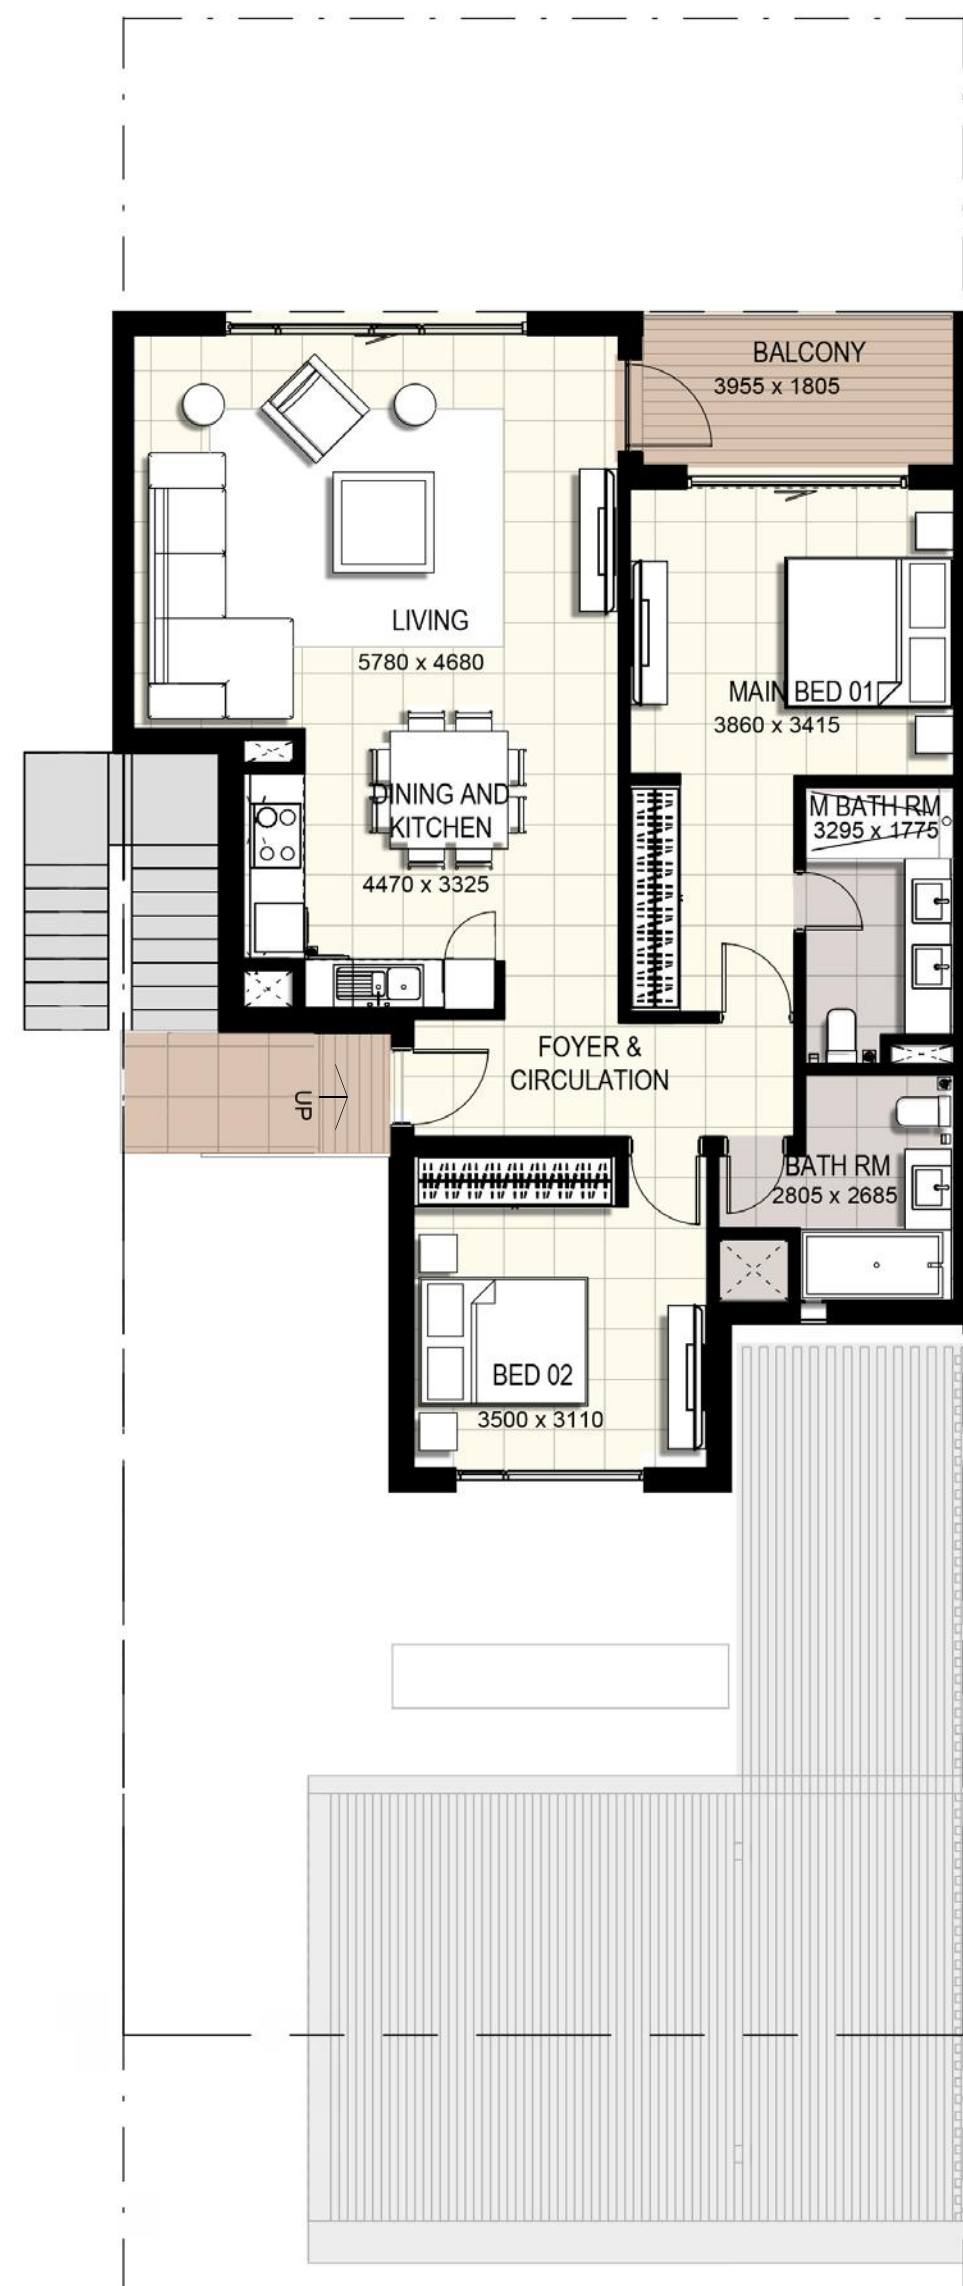 BALCONY
3955 x 1805
LIVING
5780 x 4680
MAIN BED 01
3860 x 3415
DINING AND
KITCHEN
4470 x 3325
M BATH RM
3295 x 1775
FOYER &
CIRCULATION
UP
BATH RM
2805 x 2685
BED 02
3500 x 3110